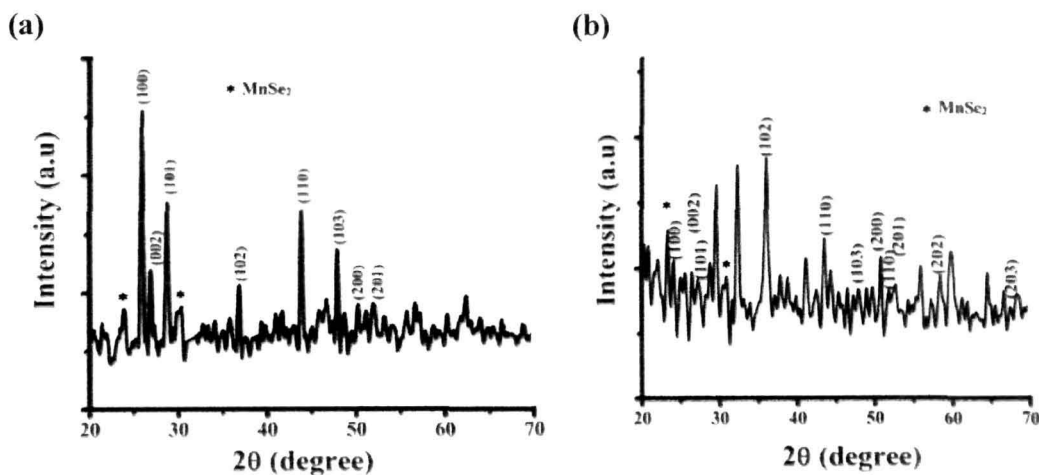 (a)
Intensity (a.u)
* MnSe₂
(100)
(002)
(101)
*
*
(102)
(110)
(103)
(200)
(201)
20 30 40 50 60 70
2θ (degree)
(b)
Intensity (a.u)
* MnSe₂
*
(100)
(002)
(101)
*
(102)
(110)
(103)
(200)
(110)
(201)
(202)
(203)
20 30 40 50 60 70
2θ (degree)